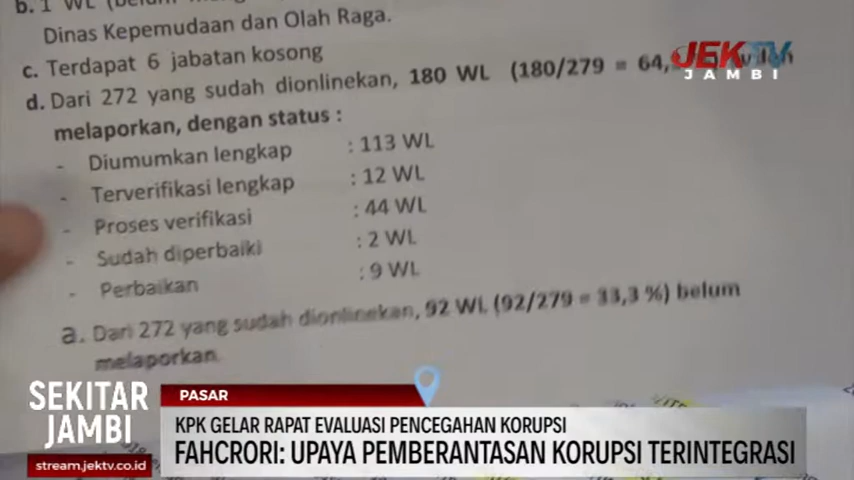 b. 1 WL
Dinas Kepemudaan dan Olah Raga.
c. Terdapat 6 jabatan kosong
d. Dari 272 yang sudah dionlinekan, 180 WL (180/279 = 64,
melaporkan, dengan status :
- Diumumkan lengkap : 113 WL
- Terverifikasi lengkap : 12 WL
- Proses verifikasi : 44 WL
- Sudah diperbaiki : 2 WL
- Perbaikan : 9 WL
a. Dari 272 yang sudah dionlinekan, 92 WL (92/279 = 33,3 %) belum
melaporkan.
JEKTV
JAMBI
SEKITAR
JAMBI
stream.jektv.co.id
PASAR
KPK GELAR RAPAT EVALUASI PENCEGAHAN KORUPSI
FAHCRORI: UPAYA PEMBERANTASAN KORUPSI TERINTEGRASI